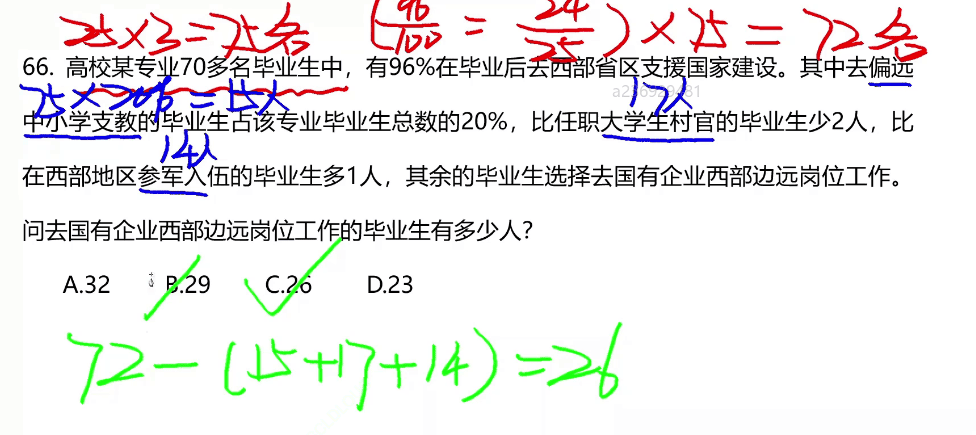 25×3=75名 (96/100=24/25)×75=72名
66. 高校某专业70多名毕业生中，有96%在毕业后去西部省区支援国家建设。其中去偏远
75×20%=15人 17人
中小学支教的毕业生占该专业毕业生总数的20%，比任职大学生村官的毕业生少2人，比
14人
在西部地区参军入伍的毕业生多1人，其余的毕业生选择去国有企业西部边远岗位工作。
问去国有企业西部边远岗位工作的毕业生有多少人？
A.32 B.29 C.26 D.23
72-(15+17+14)=26